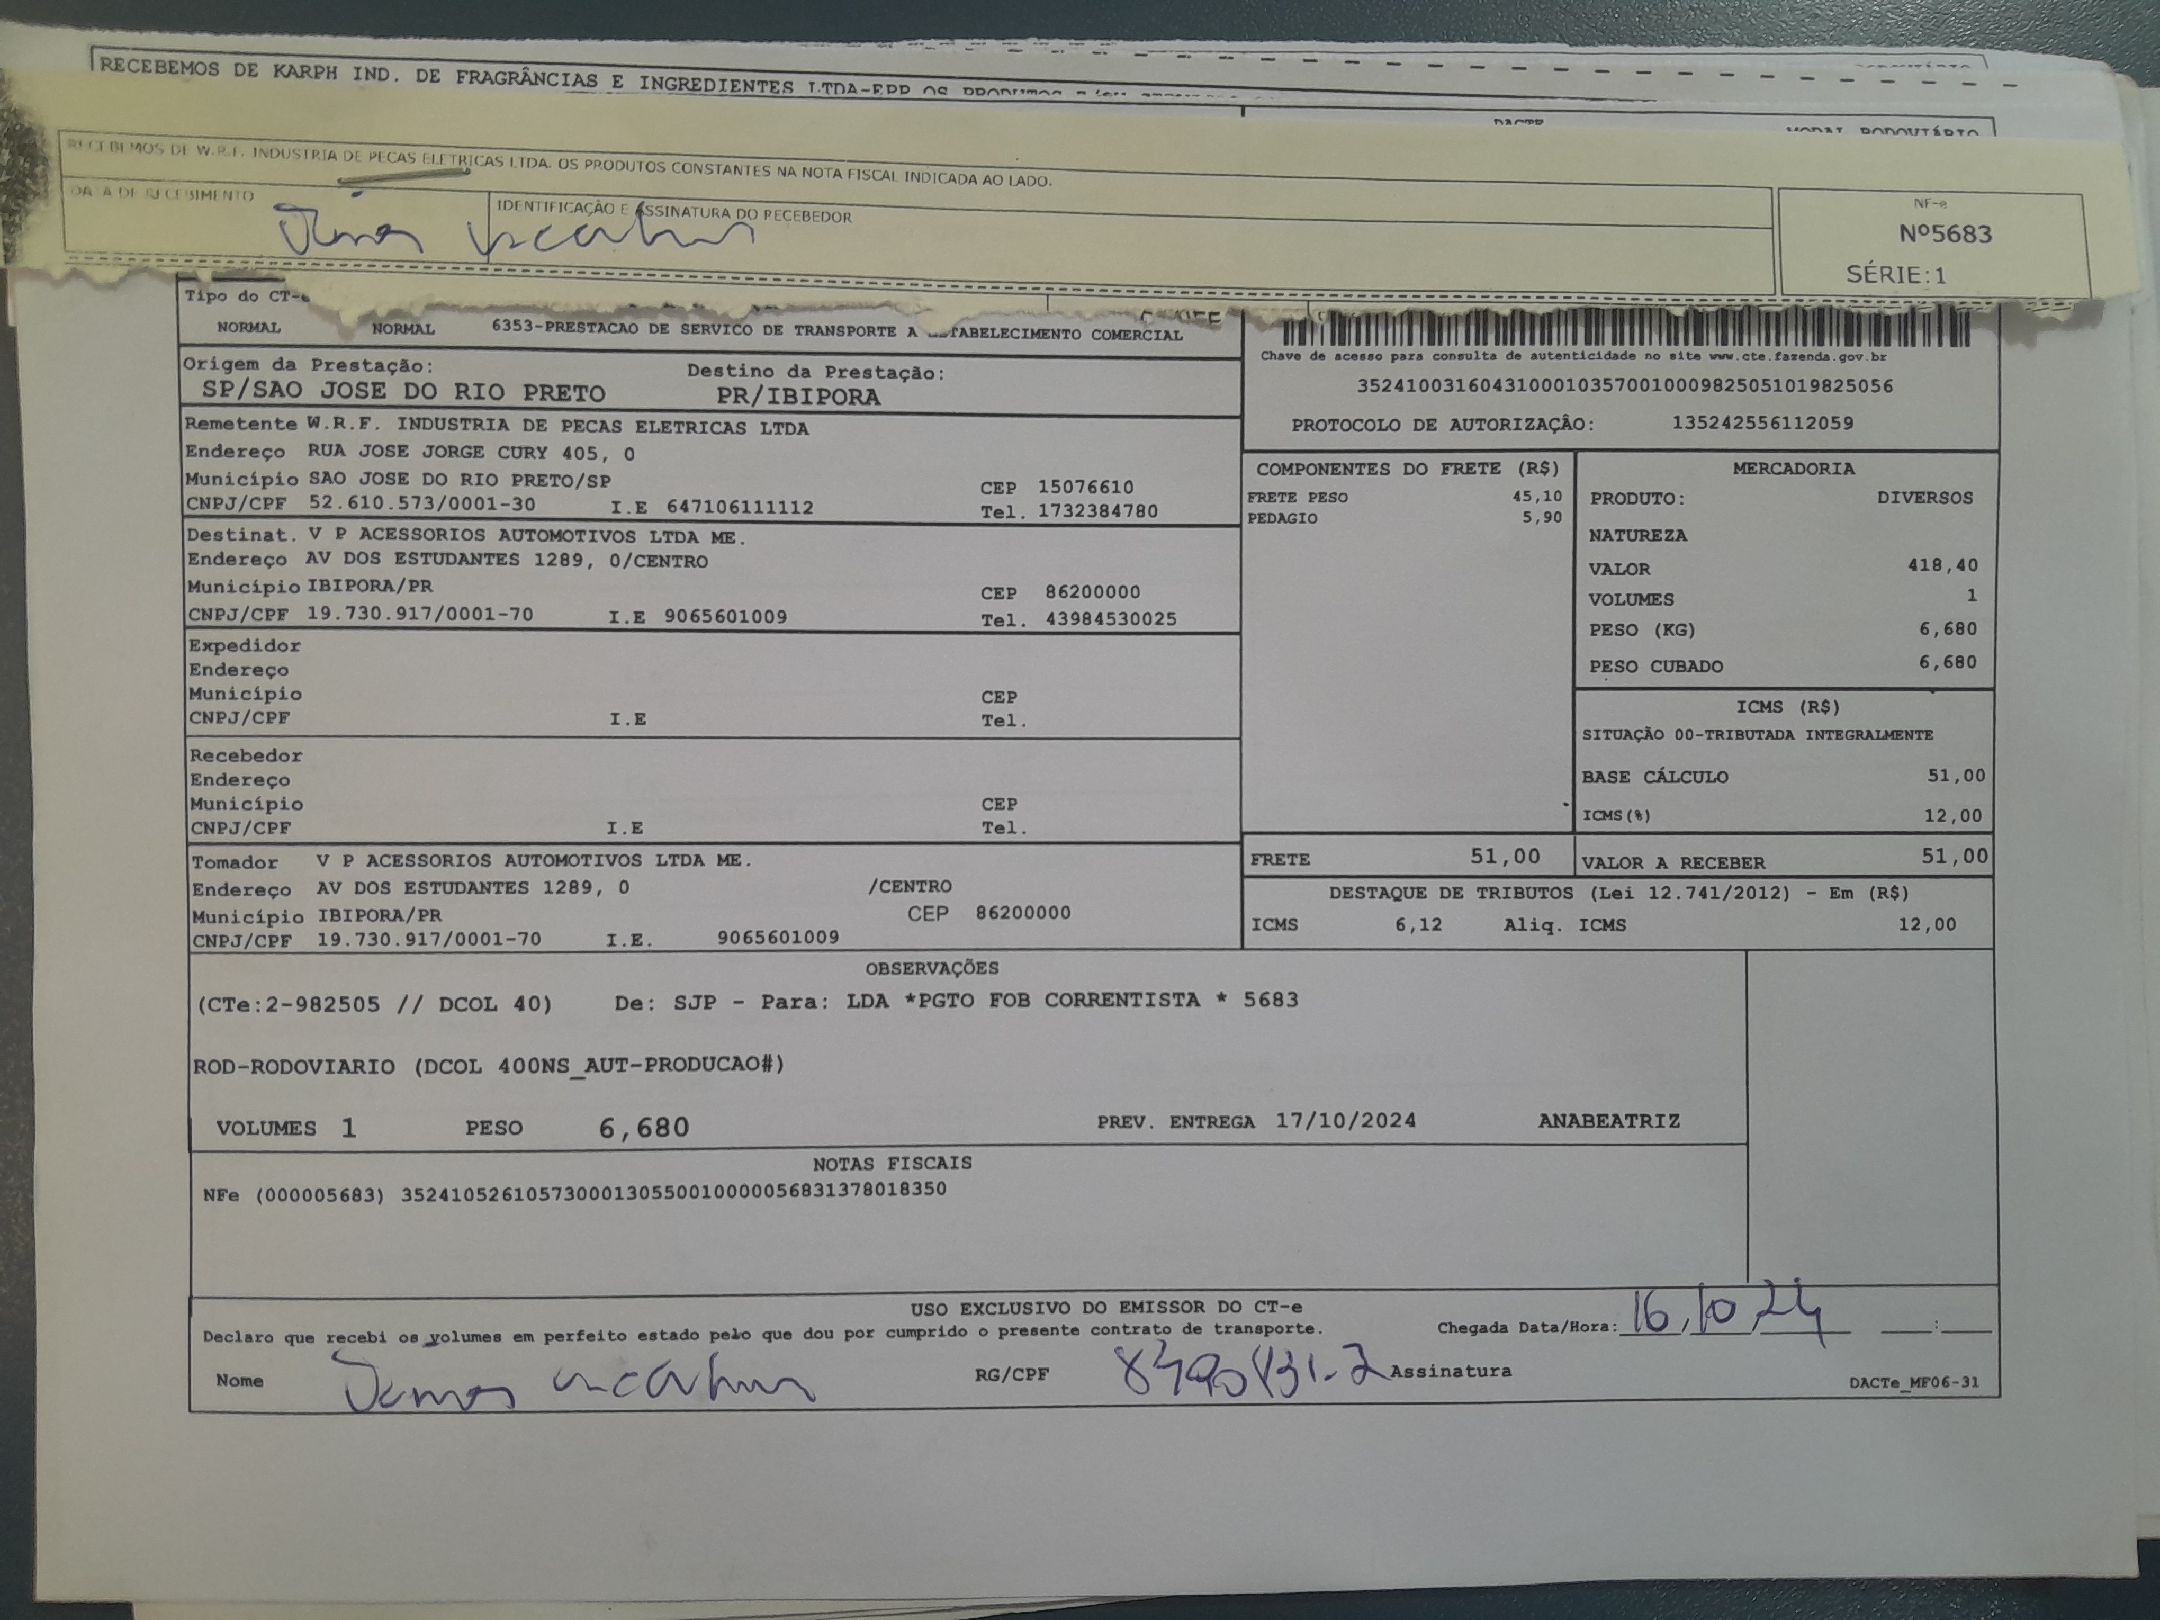 RECEBEMOS DE KARPH IND. DE FRAGRÂNCIAS E INGREDIENTES LTDA-EPP OS PRODUTOS
DACTE
MODAL RODOVIÁRIO
RECEBEMOS DE W.R.F. INDUSTRIA DE PECAS ELETRICAS LTDA. OS PRODUTOS CONSTANTES NA NOTA FISCAL INDICADA AO LADO.
DATA DE RECEBIMENTO
IDENTIFICAÇÃO E ASSINATURA DO RECEBEDOR
NF-e
Nº5683
SÉRIE:1
Tipo do CT-e
NORMAL NORMAL 6353-PRESTACAO DE SERVICO DE TRANSPORTE A ESTABELECIMENTO COMERCIAL
Chave de acesso para consulta de autenticidade no site www.cte.fazenda.gov.br
35241003160431000103570010009825051019825056
PROTOCOLO DE AUTORIZAÇÂO: 135242556112059
Origem da Prestação: Destino da Prestação:
SP/SAO JOSE DO RIO PRETO PR/IBIPORA
Remetente W.R.F. INDUSTRIA DE PECAS ELETRICAS LTDA
Endereço RUA JOSE JORGE CURY 405, 0
Município SAO JOSE DO RIO PRETO/SP CEP 15076610
CNPJ/CPF 52.610.573/0001-30 I.E 647106111112 Tel. 1732384780
Destinat. V P ACESSORIOS AUTOMOTIVOS LTDA ME.
Endereço AV DOS ESTUDANTES 1289, 0/CENTRO
Município IBIPORA/PR CEP 86200000
CNPJ/CPF 19.730.917/0001-70 I.E 9065601009 Tel. 43984530025
Expedidor
Endereço
Município CEP
CNPJ/CPF I.E Tel.
Recebedor
Endereço
Município CEP
CNPJ/CPF I.E Tel.
Tomador V P ACESSORIOS AUTOMOTIVOS LTDA ME.
Endereço AV DOS ESTUDANTES 1289, 0 /CENTRO
Município IBIPORA/PR CEP 86200000
CNPJ/CPF 19.730.917/0001-70 I.E. 9065601009
COMPONENTES DO FRETE (R$)
FRETE PESO 45,10
PEDAGIO 5,90
MERCADORIA
PRODUTO: DIVERSOS
NATUREZA
VALOR 418,40
VOLUMES 1
PESO (KG) 6,680
PESO CUBADO 6,680
ICMS (R$)
SITUAÇÃO 00-TRIBUTADA INTEGRALMENTE
BASE CÁLCULO 51,00
ICMS(%) 12,00
FRETE 51,00 VALOR A RECEBER 51,00
DESTAQUE DE TRIBUTOS (Lei 12.741/2012) - Em (R$)
ICMS 6,12 Aliq. ICMS 12,00
OBSERVAÇÕES
(CTe:2-982505 // DCOL 40) De: SJP - Para: LDA *PGTO FOB CORRENTISTA * 5683
ROD-RODOVIARIO (DCOL 400NS_AUT-PRODUCAO#)
VOLUMES 1 PESO 6,680 PREV. ENTREGA 17/10/2024 ANABEATRIZ
NOTAS FISCAIS
NFe (000005683) 35241052610573000130550010000056831378018350
USO EXCLUSIVO DO EMISSOR DO CT-e
Declaro que recebi os volumes em perfeito estado pelo que dou por cumprido o presente contrato de transporte. Chegada Data/Hora: 16/10/24 __:__
Nome RG/CPF Assinatura
DACTe_MF06-31